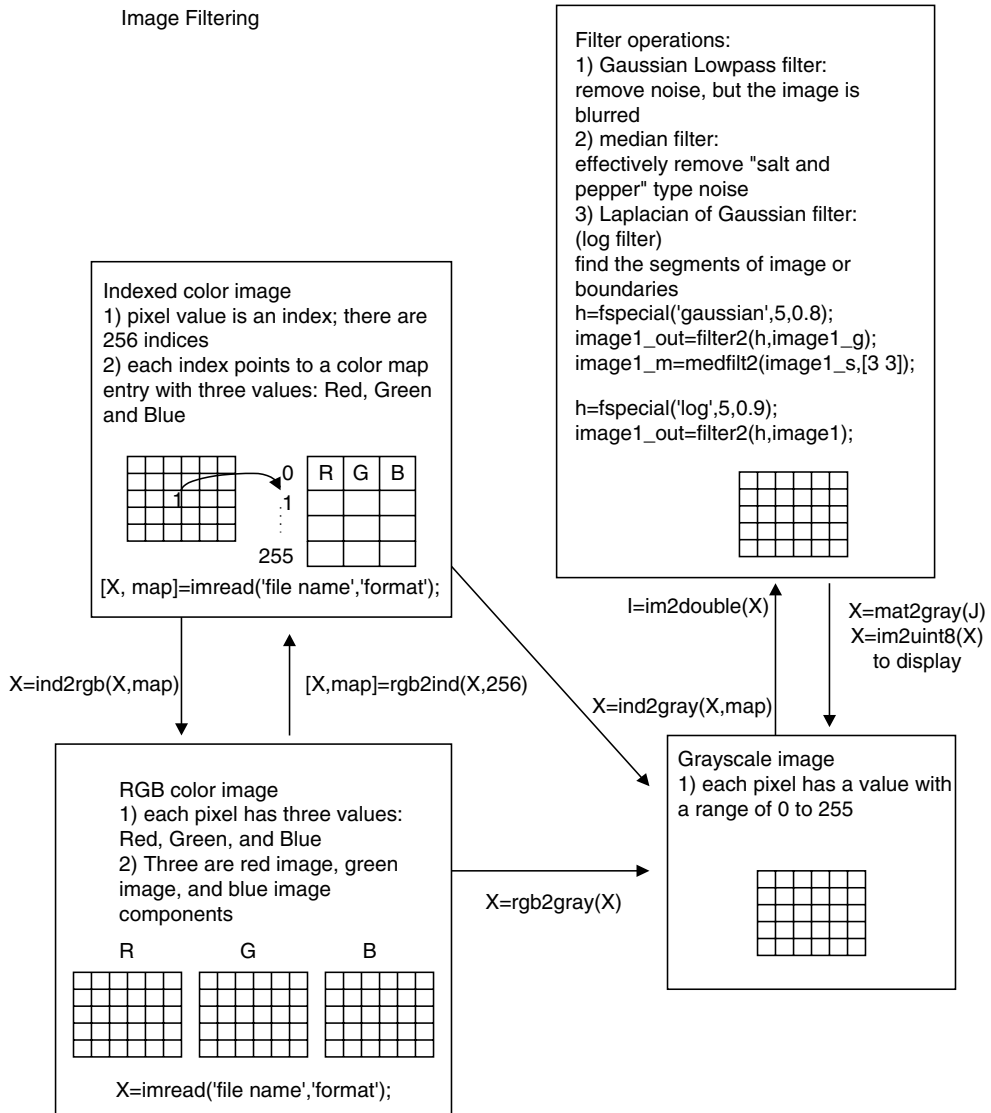 Image Filtering
Filter operations:
1) Gaussian Lowpass filter:
remove noise, but the image is
blurred
2) median filter:
effectively remove "salt and
pepper" type noise
3) Laplacian of Gaussian filter:
(log filter)
find the segments of image or
boundaries
h=fspecial('gaussian',5,0.8);
image1_out=filter2(h,image1_g);
image1_m=medfilt2(image1_s,[3 3]);
h=fspecial('log',5,0.9);
image1_out=filter2(h,image1);
Indexed color image
1) pixel value is an index; there are
256 indices
2) each index points to a color map
entry with three values: Red, Green
and Blue
0 R G B
1 1
255
[X, map]=imread('file name','format');
I=im2double(X)
X=mat2gray(J)
X=im2uint8(X)
to display
X=ind2rgb(X,map)
[X,map]=rgb2ind(X,256)
X=ind2gray(X,map)
RGB color image
1) each pixel has three values:
Red, Green, and Blue
2) Three are red image, green
image, and blue image
components
R G B
X=imread('file name','format');
X=rgb2gray(X)
Grayscale image
1) each pixel has a value with
a range of 0 to 255